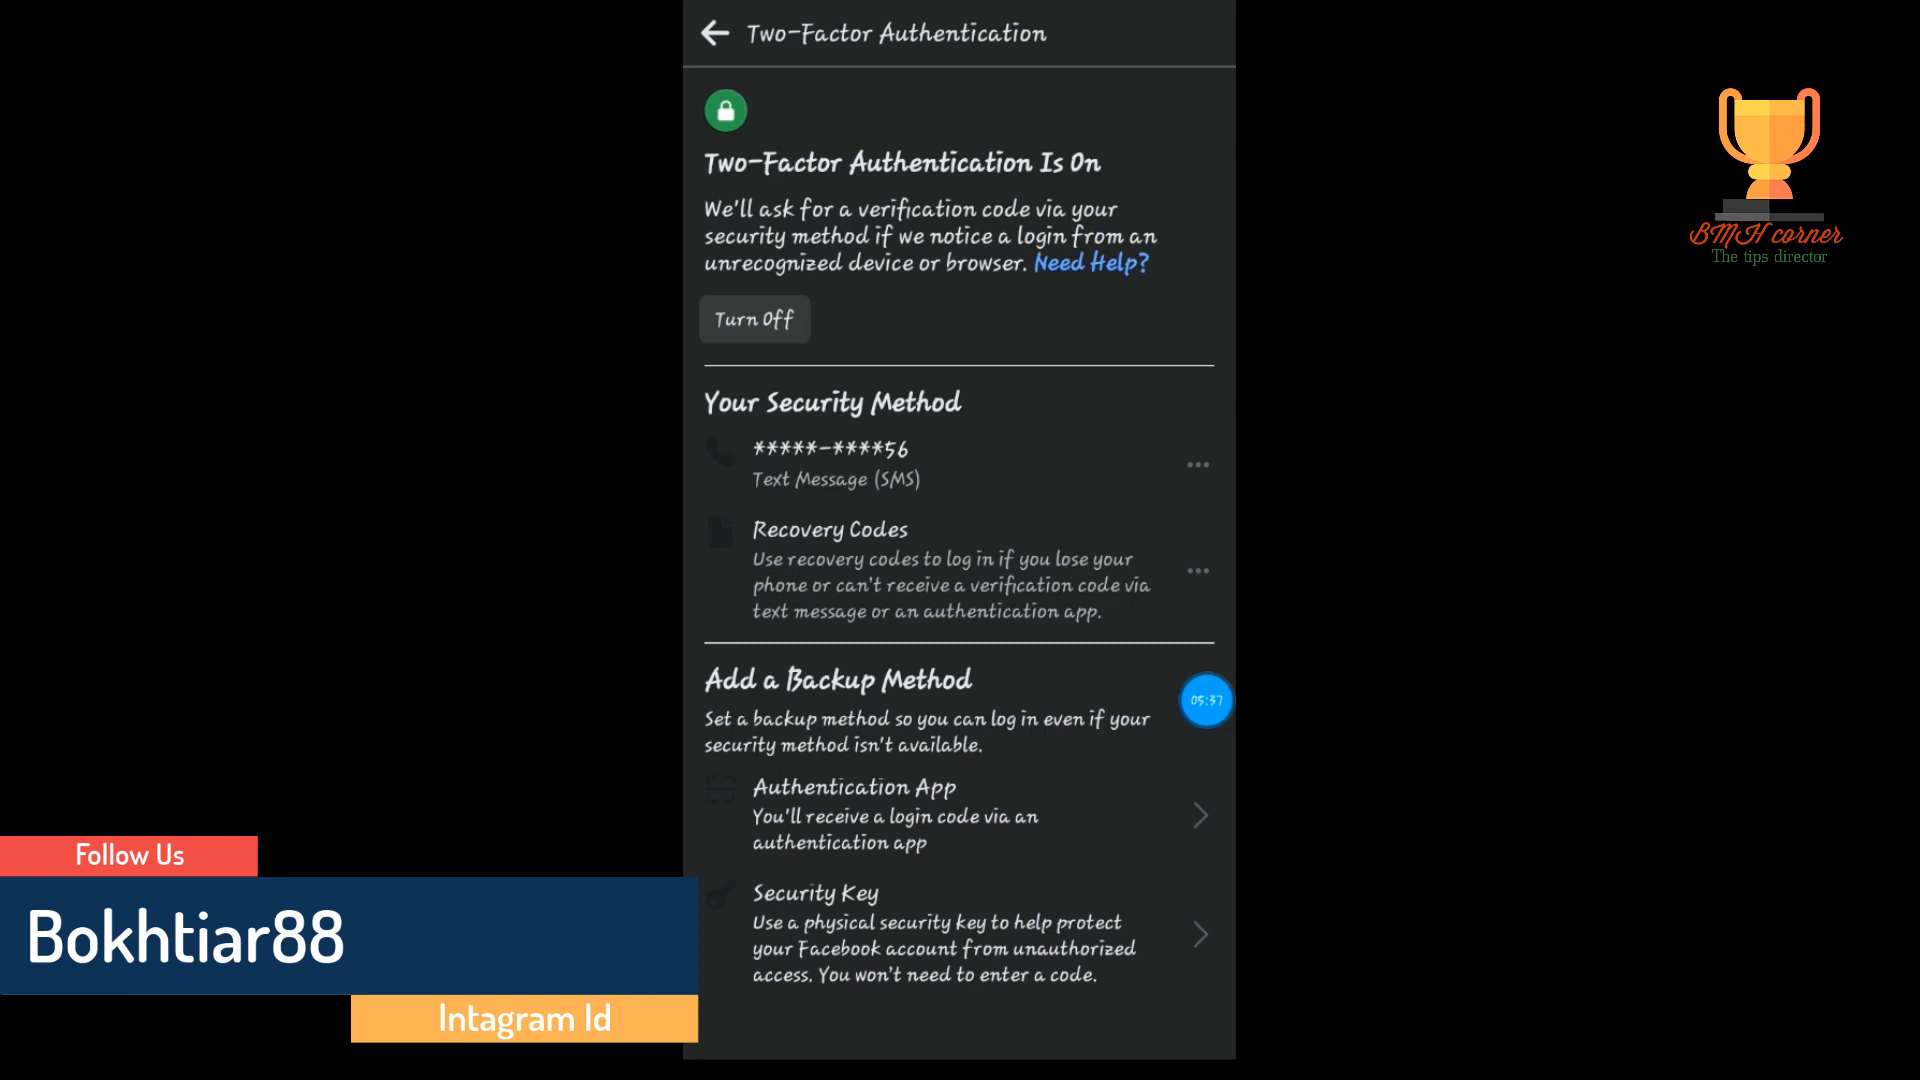 Two-Factor Authentication
Two-Factor Authentication Is On
We'll ask for a verification code via your
security method if we notice a login from an
unrecognized device or browser. Need Help?
Turn Off
Your Security Method
*****-****56
Text Message (SMS)
Recovery Codes
Use recovery codes to log in if you lose your
phone or can't receive a verification code via
text message or an authentication app.
Add a Backup Method
Set a backup method so you can log in even if your
security method isn't available.
05:37
Authentication App
You'll receive a login code via an
authentication app
Security Key
Use a physical security key to help protect
your Facebook account from unauthorized
access. You won't need to enter a code.
BMH corner
The tips director
Follow Us
Bokhtiar88
Intagram Id